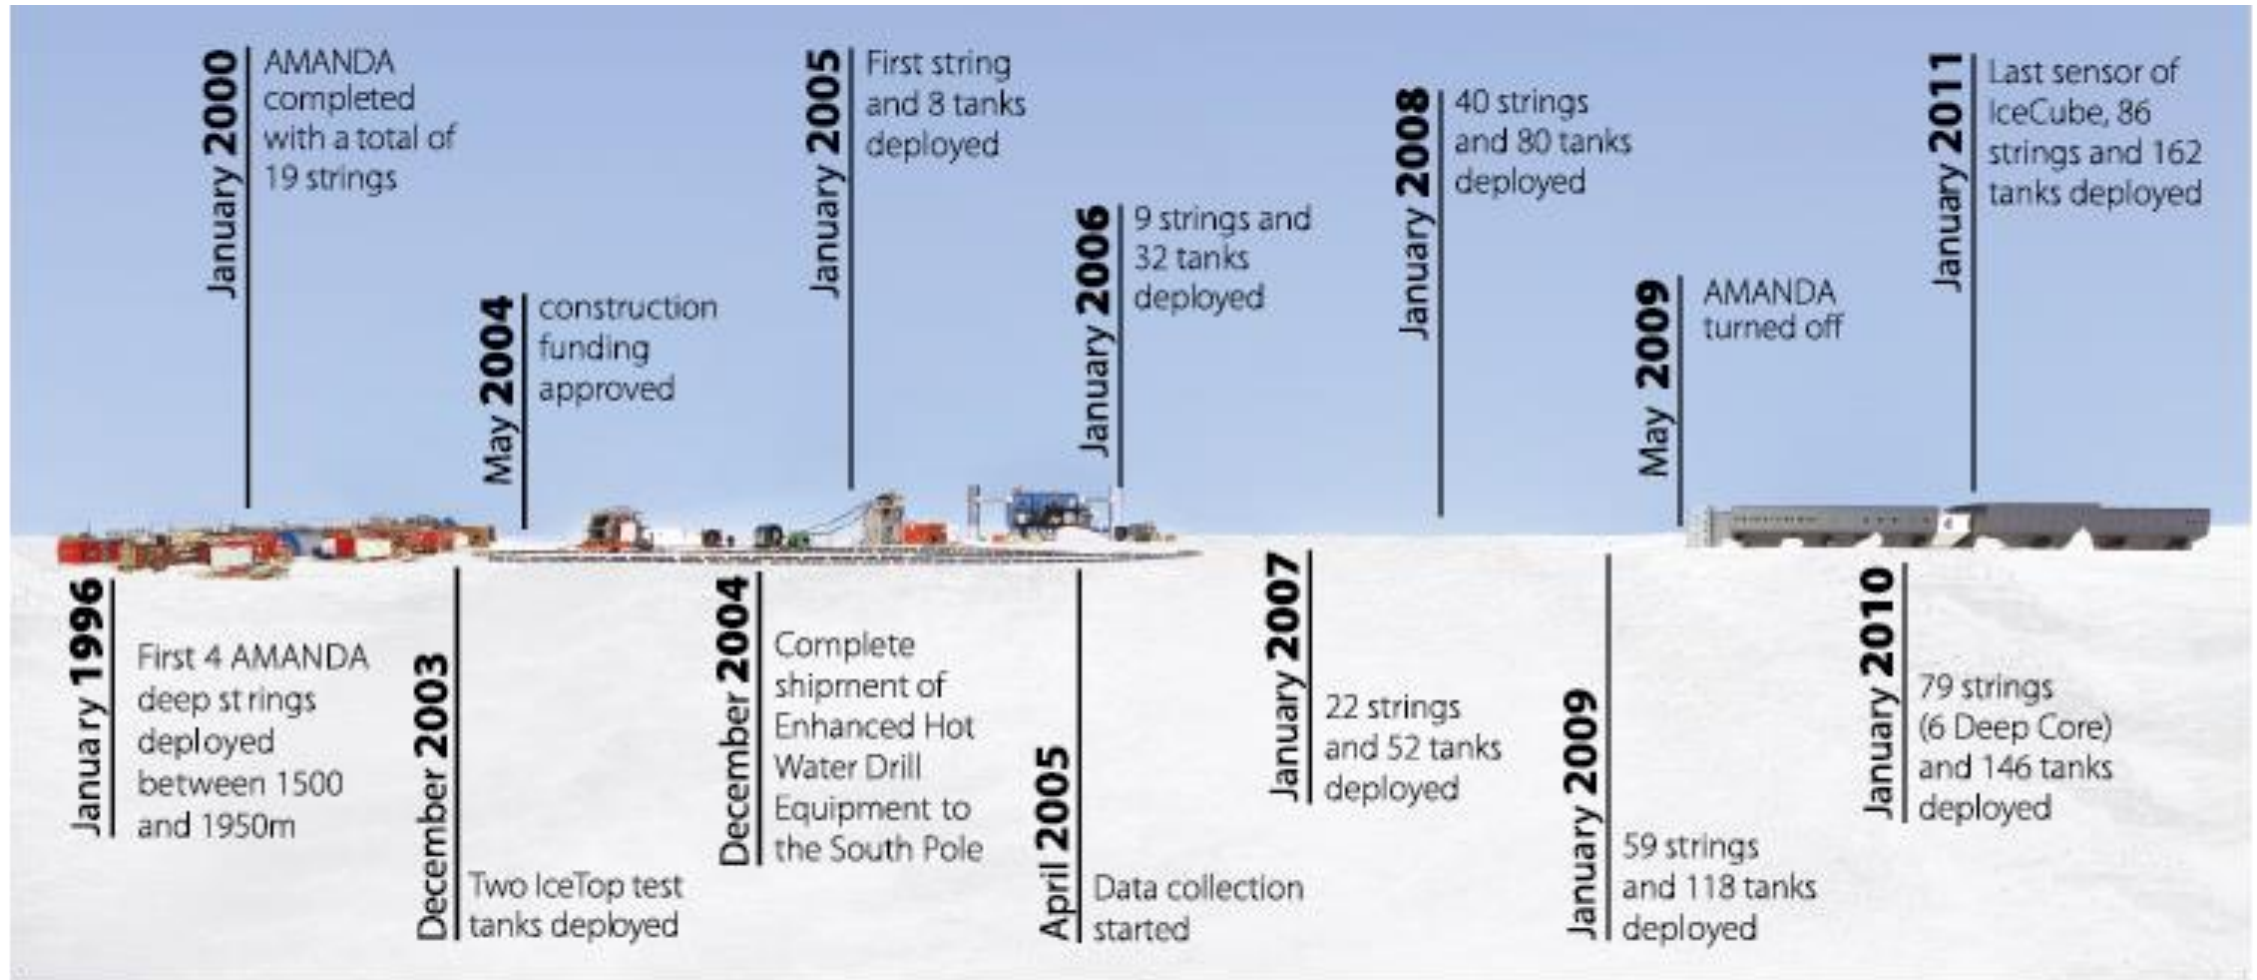 January 2000
AMANDA
completed
with a total of
19 strings
May 2004
construction
funding
approved
January 2005
First string
and 8 tanks
deployed
January 2006
9 strings and
32 tanks
deployed
January 2008
40 strings
and 80 tanks
deployed
May 2009
AMANDA
turned off
January 2011
Last sensor of
IceCube, 86
strings and 162
tanks deployed
January 1996
First 4 AMANDA
deep strings
deployed
between 1500
and 1950m
December 2003
Two IceTop test
tanks deployed
December 2004
Complete
shipment of
Enhanced Hot
Water Drill
Equipment to
the South Pole
April 2005
Data collection
started
January 2007
22 strings
and 52 tanks
deployed
January 2009
59 strings
and 118 tanks
deployed
January 2010
79 strings
(6 Deep Core)
and 146 tanks
deployed